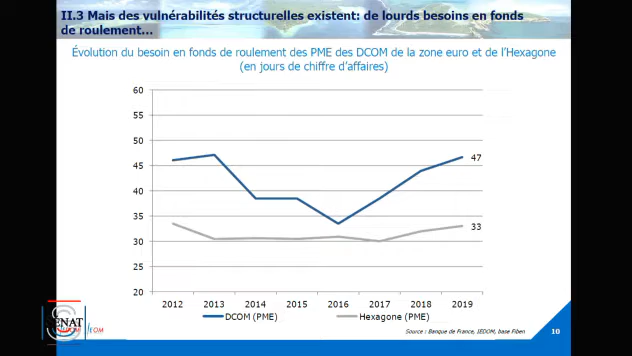 II.3 Mais des vulnérabilités structurelles existent: de lourds besoins en fonds
de roulement...
Évolution du besoin en fonds de roulement des PME des DCOM de la zone euro et de l'Hexagone
(en jours de chiffre d'affaires)
60
55
50
45
40
35
30
25
20
47
33
2012 2013 2014 2015 2016 2017 2018 2019
DCOM (PME) Hexagone (PME)
Source : Banque de France, IEDOM, base Fiben
10
SÉNAT